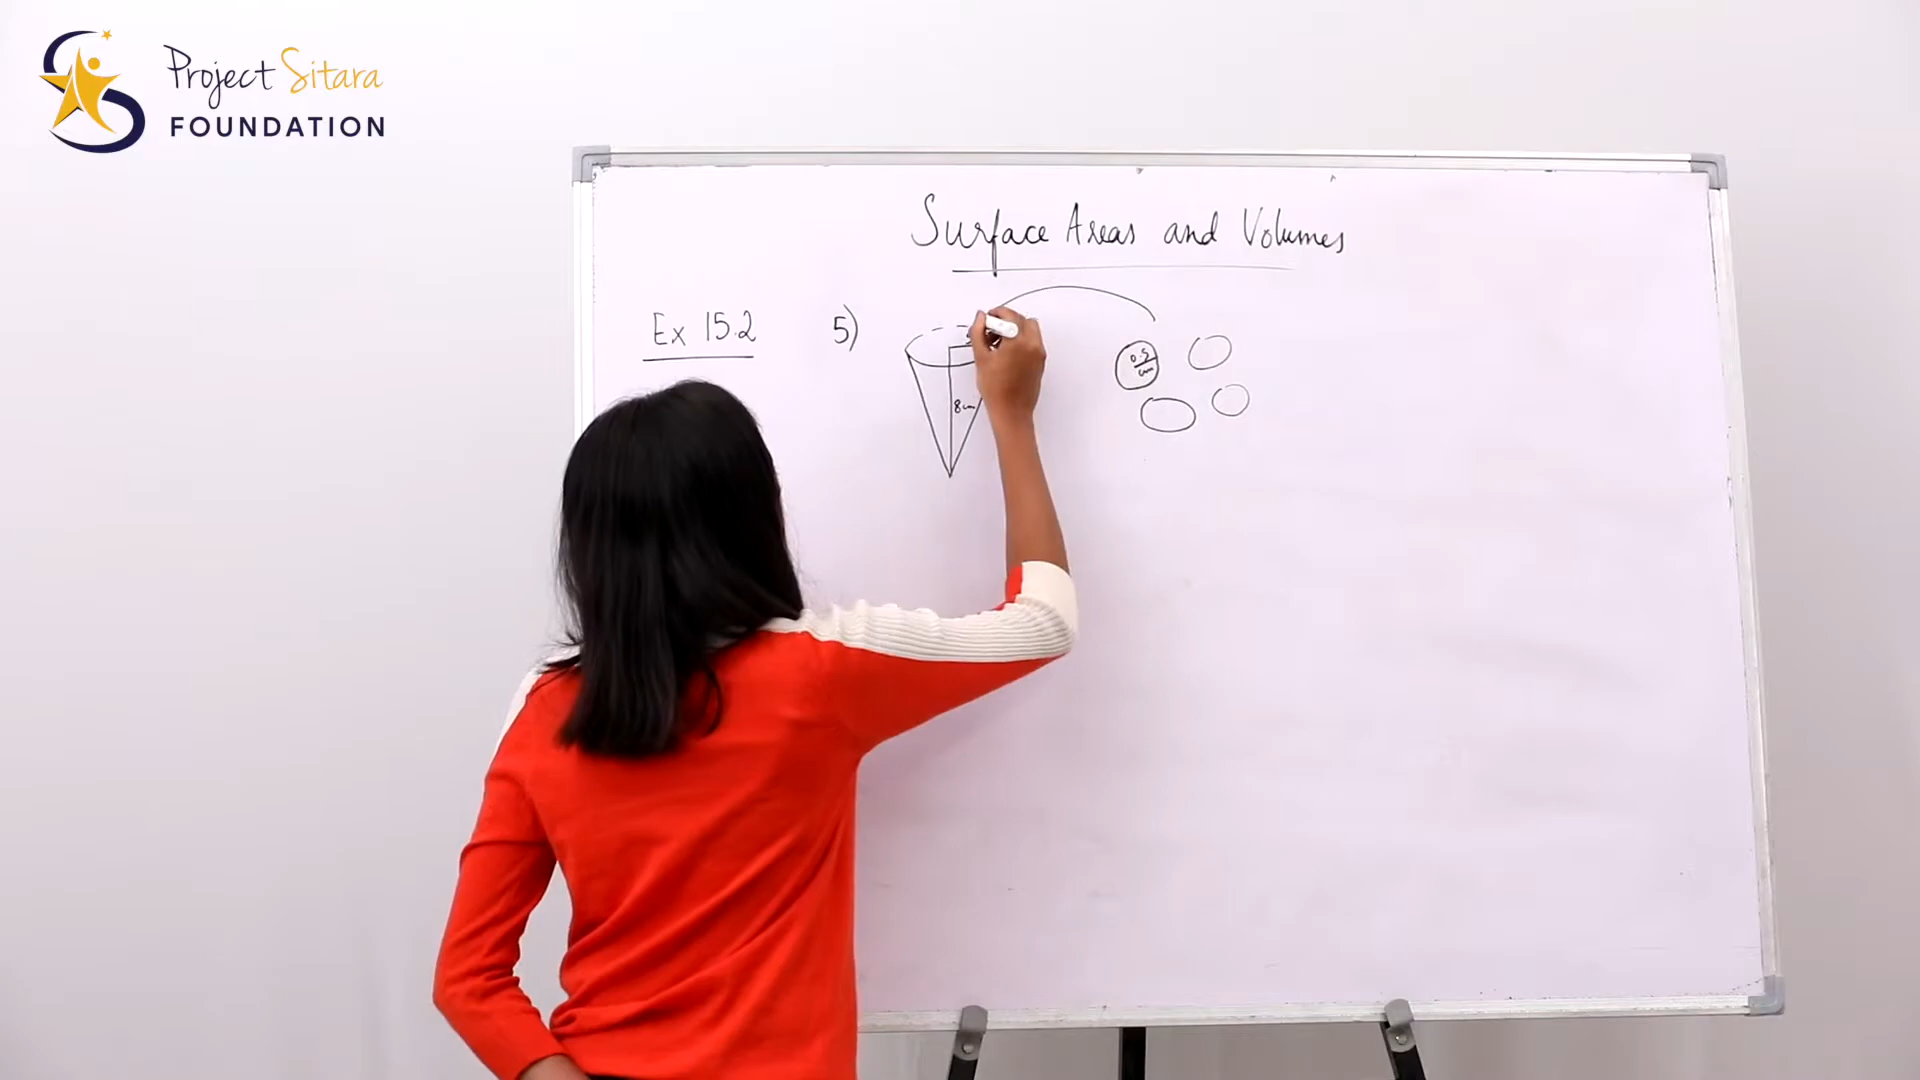 Project Sitara
FOUNDATION
Surface Areas and Volumes
Ex 15.2
5)
0.5
cm
8cm